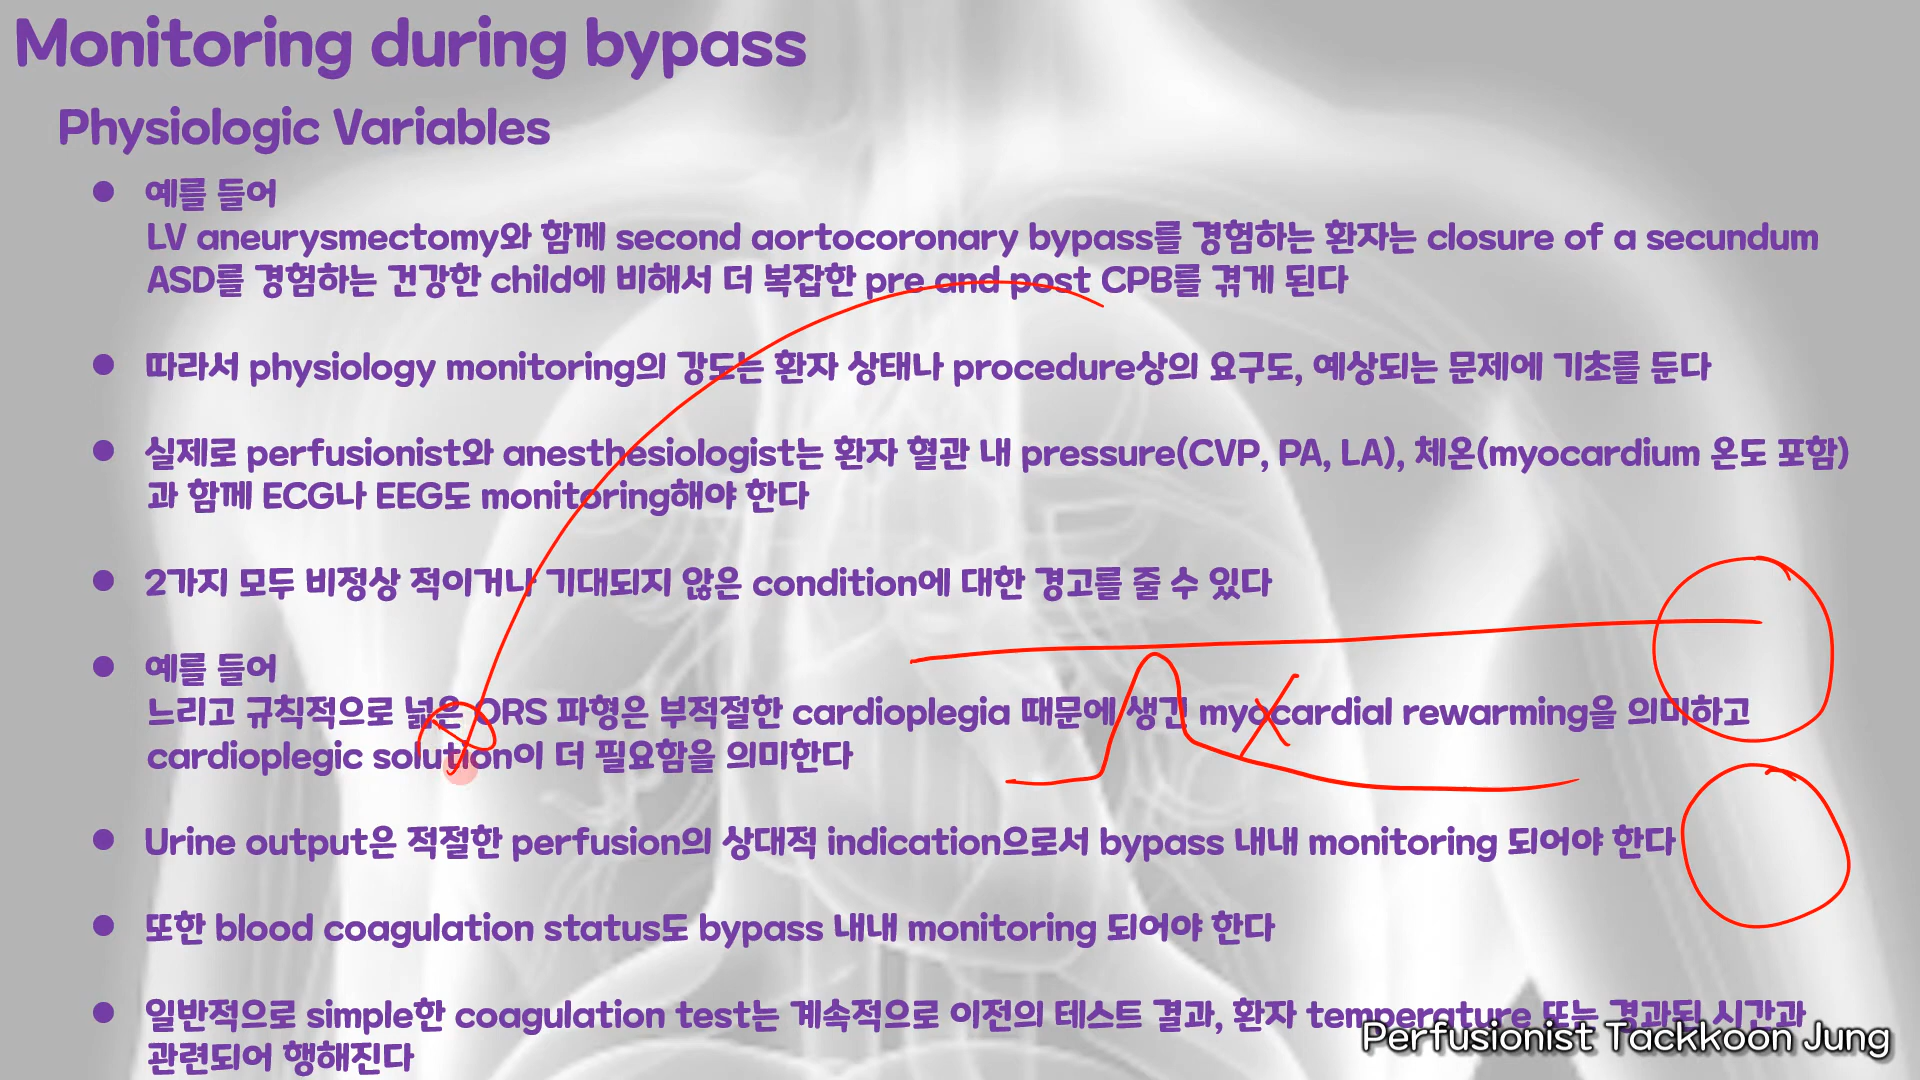 Monitoring during bypass
Physiologic Variables
● 예를 들어
LV aneurysmectomy와 함께 second aortocoronary bypass를 경험하는 환자는 closure of a secundum
ASD를 경험하는 건강한 child에 비해서 더 복잡한 pre and post CPB를 겪게 된다
● 따라서 physiology monitoring의 강도는 환자 상태나 procedure상의 요구도, 예상되는 문제에 기초를 둔다
● 실제로 perfusionist와 anesthesiologist는 환자 혈관 내 pressure(CVP, PA, LA), 체온(myocardium 온도 포함)
과 함께 ECG나 EEG도 monitoring해야 한다
● 2가지 모두 비정상 적이거나 기대되지 않은 condition에 대한 경고를 줄 수 있다
● 예를 들어
느리고 규칙적으로 넓은 QRS 파형은 부적절한 cardioplegia 때문에 생긴 myocardial rewarming을 의미하고
cardioplegic solution이 더 필요함을 의미한다
● Urine output은 적절한 perfusion의 상대적 indication으로서 bypass 내내 monitoring 되어야 한다
● 또한 blood coagulation status도 bypass 내내 monitoring 되어야 한다
● 일반적으로 simple한 coagulation test는 계속적으로 이전의 테스트 결과, 환자 temperature 또는 경과된 시간과
관련되어 행해진다
Perfusionist Tackkoon Jung